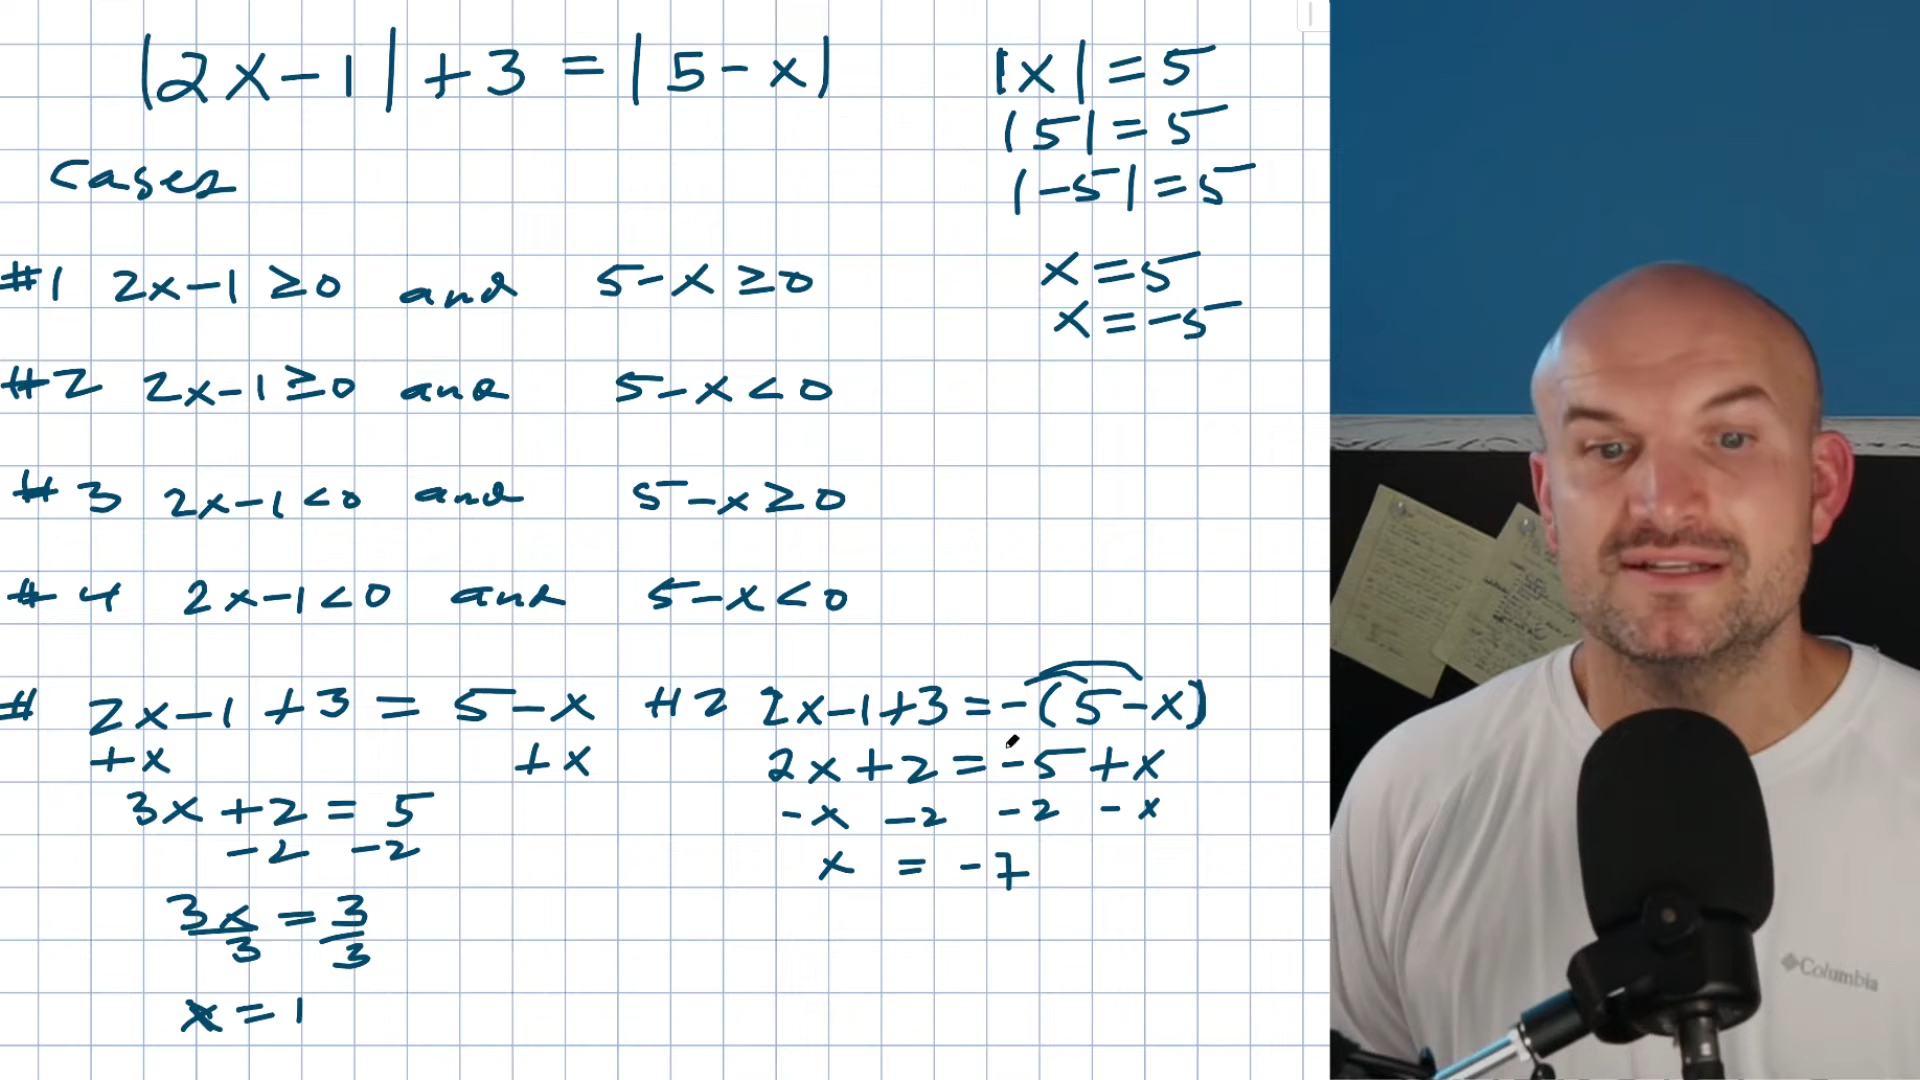 |2x-1|+3=|5-x|
Cases
#1 2x-1≥0 and 5-x≥0
#2 2x-1≥0 and 5-x<0
#3 2x-1<0 and 5-x≥0
#4 2x-1<0 and 5-x<0
|x|=5
|5|=5
|-5|=5
x=5
x=-5
# 2x-1+3=5-x
+x +x
3x+2=5
-2 -2
3x=3
3 3
x=1
#2 2x-1+3=-(5-x)
2x+2=-5+x
-x -2 -2 -x
x = -7
Columbia